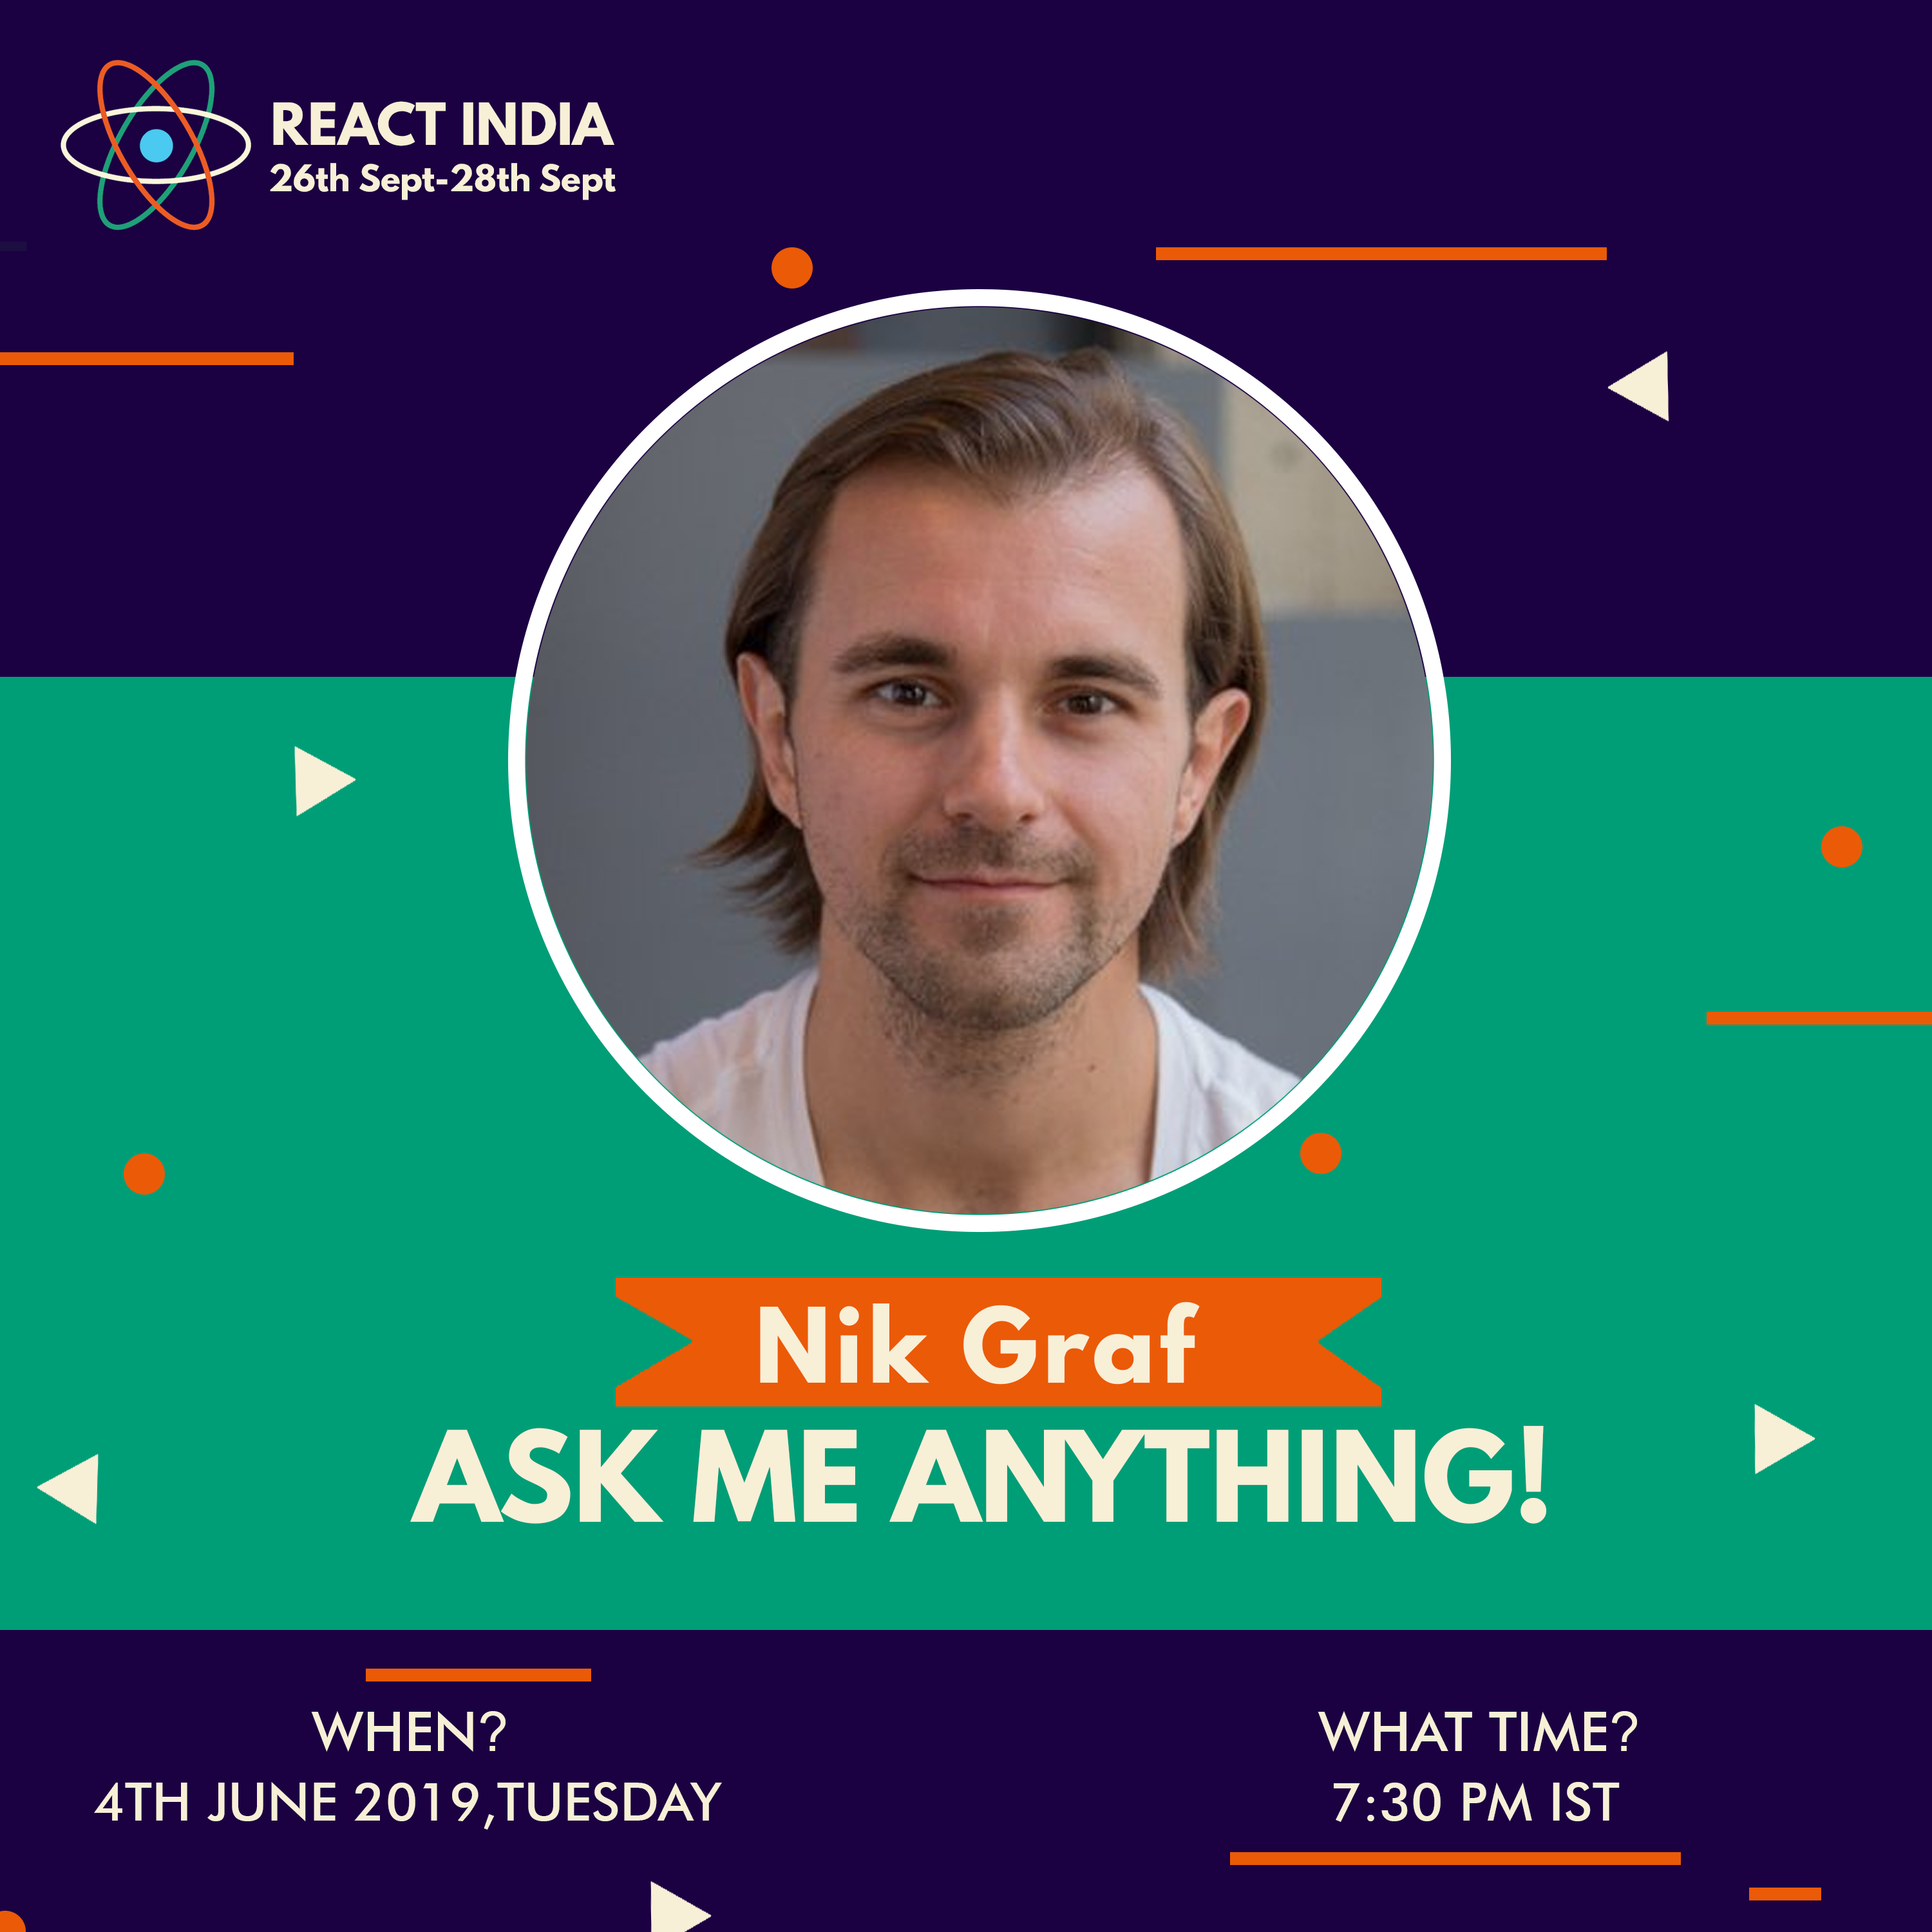 REACT INDIA
26th Sept-28th Sept
Nik Graf
ASK ME ANYTHING!
WHEN?
4TH JUNE 2019,TUESDAY
WHAT TIME?
7:30 PM IST